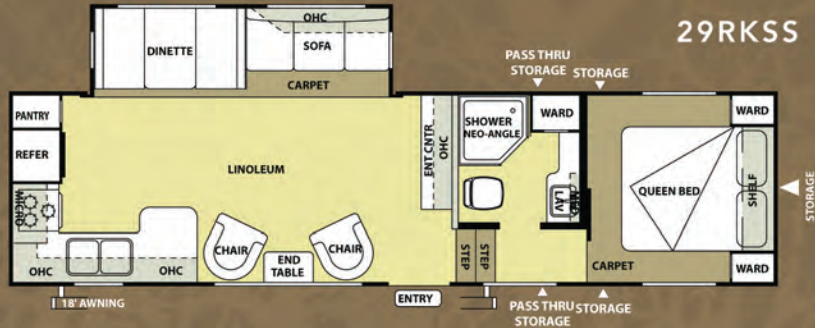 29RKSS
OHC
DINETTE
SOFA
CARPET
PASS THRU
STORAGE
STORAGE
PANTRY
REFER
MICRO
OHC
OHC
LINOLEUM
CHAIR
END
TABLE
CHAIR
ENT CNTR
OHC
SHOWER
NEO-ANGLE
WARD
LAV
STEP
STEP
WARD
QUEEN BED
SHELF
CARPET
WARD
STORAGE
18' AWNING
ENTRY
PASS THRU
STORAGE
STORAGE